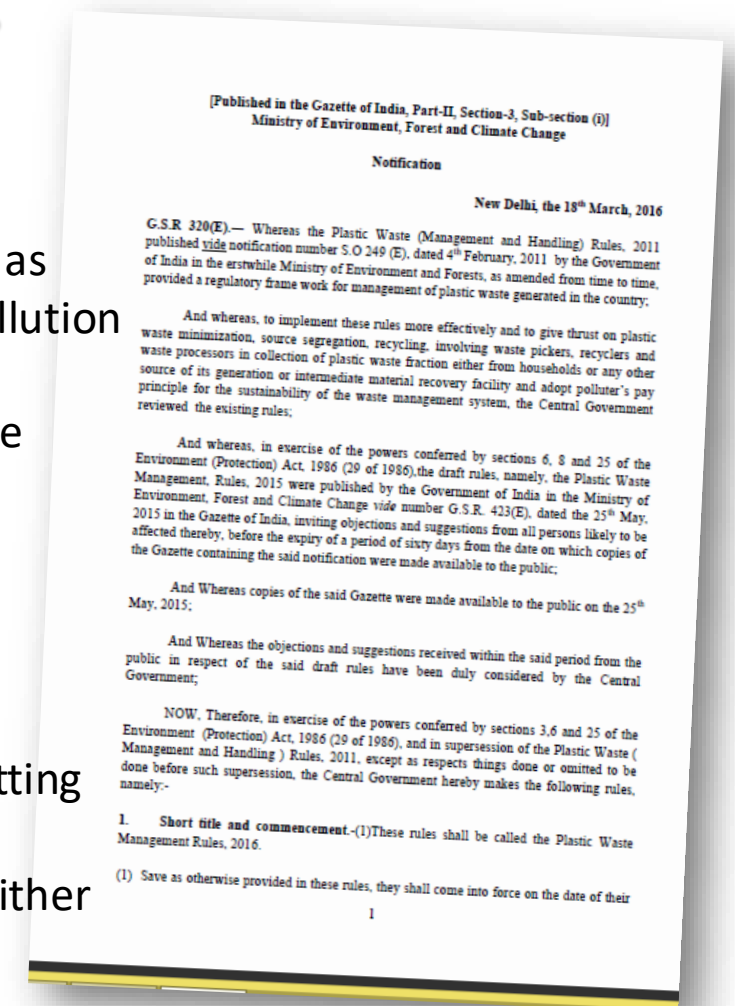 as
llution
e
tting
ither
[Published in the Gazette of India, Part-II, Section-3, Sub-section (i)]
Ministry of Environment, Forest and Climate Change
Notification
New Delhi, the 18th March, 2016
G.S.R 320(E).— Whereas the Plastic Waste (Management and Handling) Rules, 2011
published vide notification number S.O 249 (E), dated 4th February, 2011 by the Government
of India in the erstwhile Ministry of Environment and Forests, as amended from time to time,
provided a regulatory frame work for management of plastic waste generated in the country;
And whereas, to implement these rules more effectively and to give thrust on plastic
waste minimization, source segregation, recycling, involving waste pickers, recyclers and
waste processors in collection of plastic waste fraction either from households or any other
source of its generation or intermediate material recovery facility and adopt polluter's pay
principle for the sustainability of the waste management system, the Central Government
reviewed the existing rules;
And whereas, in exercise of the powers conferred by sections 6, 8 and 25 of the
Environment (Protection) Act, 1986 (29 of 1986),the draft rules, namely, the Plastic Waste
Management, Rules, 2015 were published by the Government of India in the Ministry of
Environment, Forest and Climate Change vide number G.S.R. 423(E), dated the 25th May,
2015 in the Gazette of India, inviting objections and suggestions from all persons likely to be
affected thereby, before the expiry of a period of sixty days from the date on which copies of
the Gazette containing the said notification were made available to the public;
And Whereas copies of the said Gazette were made available to the public on the 25th
May, 2015;
And Whereas the objections and suggestions received within the said period from the
public in respect of the said draft rules have been duly considered by the Central
Government;
NOW, Therefore, in exercise of the powers conferred by sections 3,6 and 25 of the
Environment (Protection) Act, 1986 (29 of 1986), and in supersession of the Plastic Waste (
Management and Handling ) Rules, 2011, except as respects things done or omitted to be
done before such supersession, the Central Government hereby makes the following rules,
namely:-
1. Short title and commencement.-(1)These rules shall be called the Plastic Waste
Management Rules, 2016.
(1) Save as otherwise provided in these rules, they shall come into force on the date of their
1